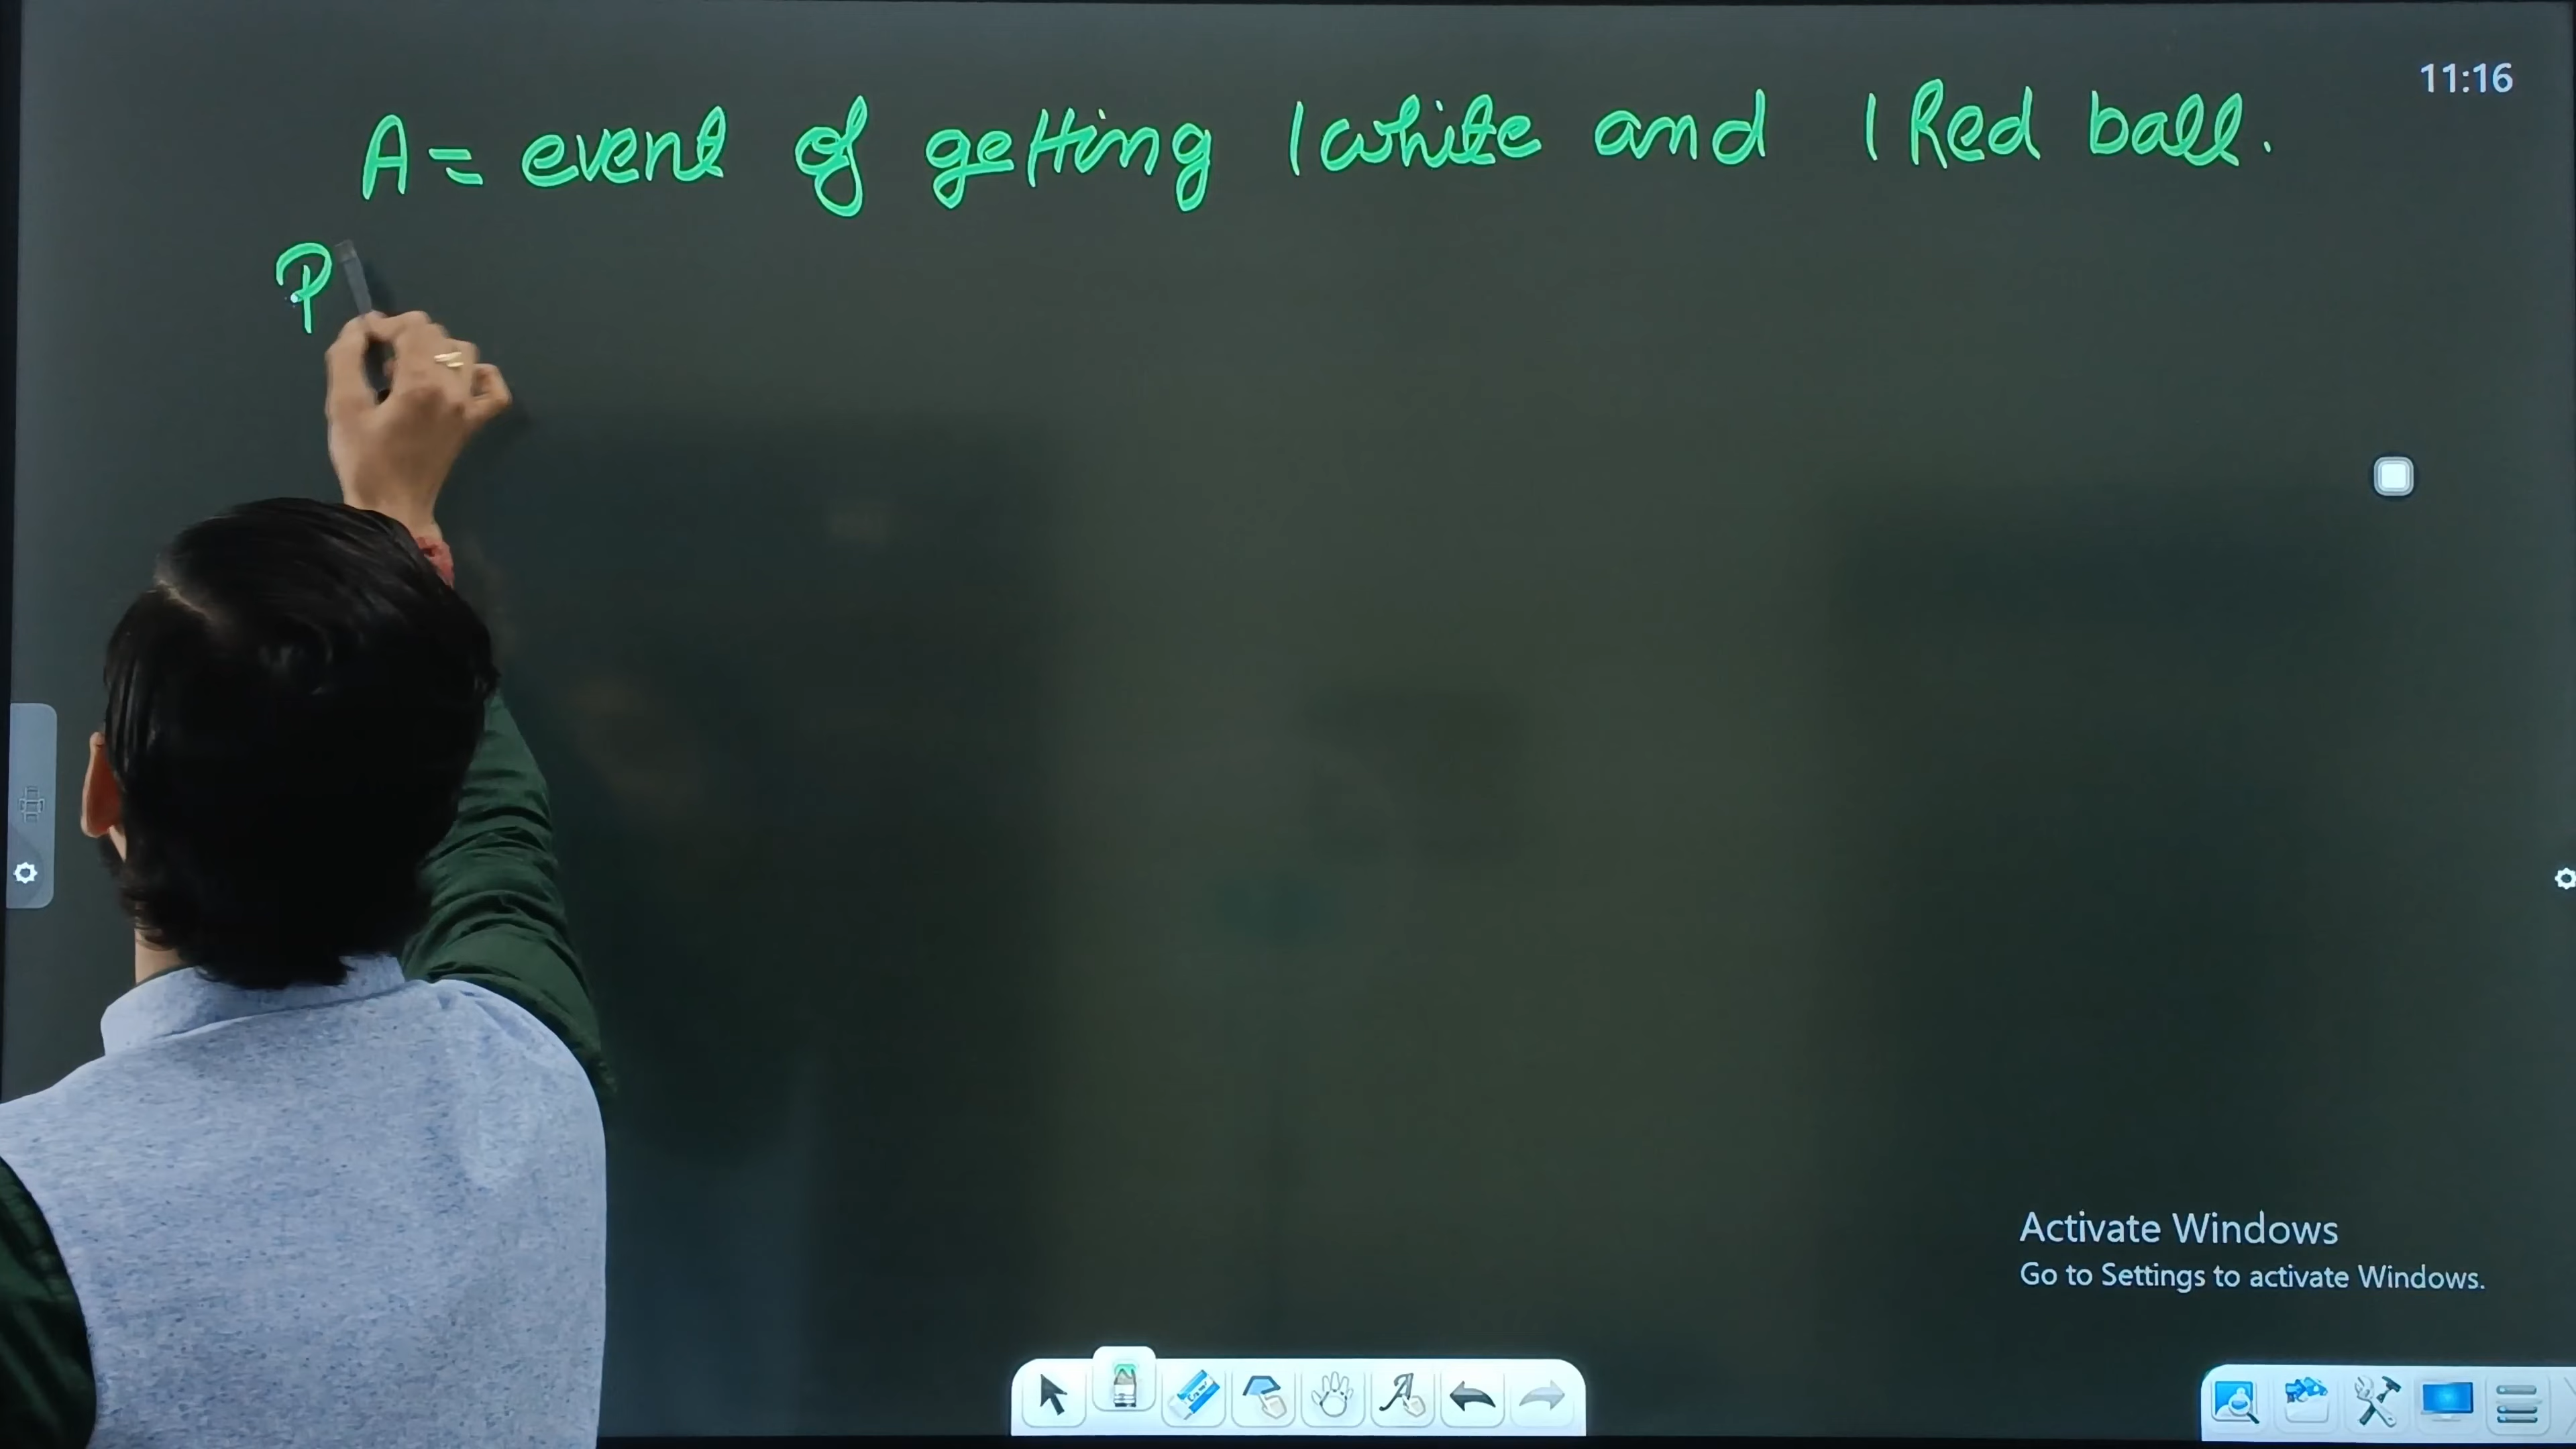 11:16
A = event of getting 1 white and 1 Red ball.
P
Activate Windows
Go to Settings to activate Windows.